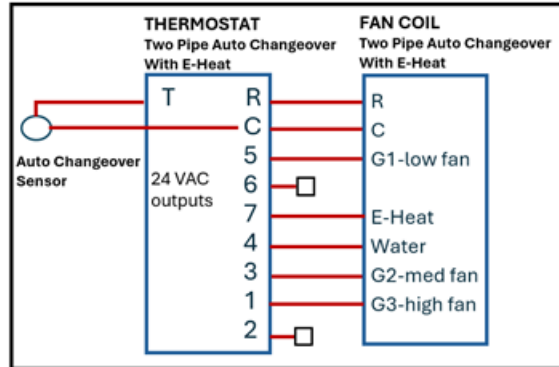 THERMOSTAT
Two Pipe Auto Changeover
With E-Heat
FAN COIL
Two Pipe Auto Changeover
With E-Heat
T
Auto Changeover
Sensor
24 VAC
outputs
R
C
5
6
7
4
3
1
2
R
C
G1-low fan
E-Heat
Water
G2-med fan
G3-high fan